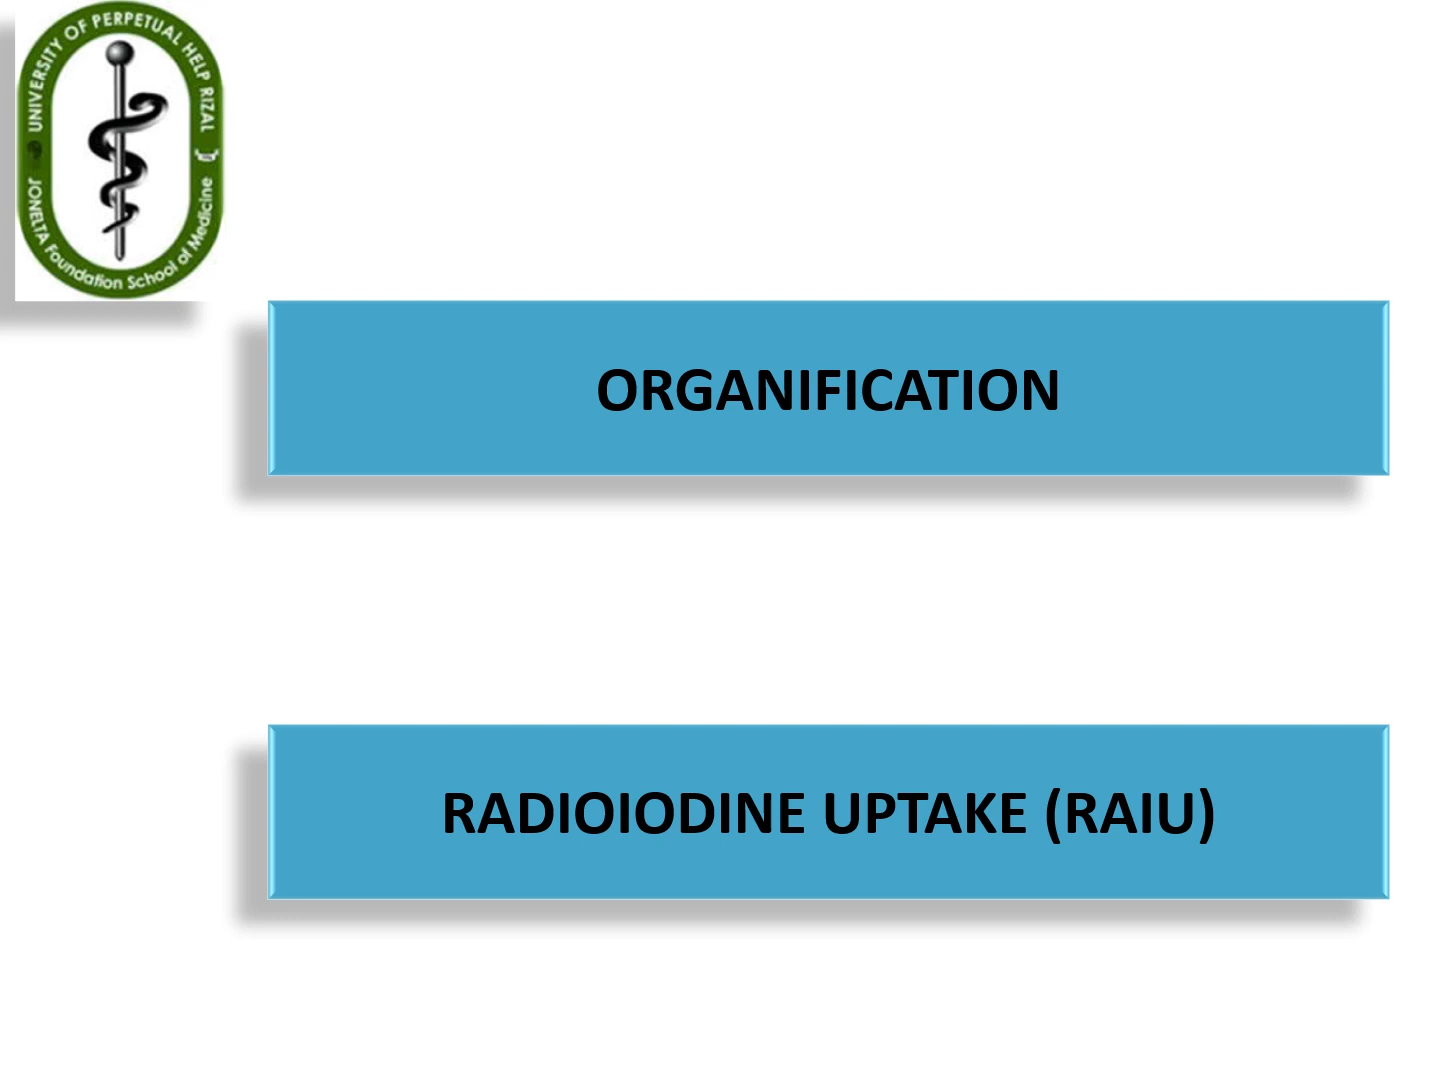 UNIVERSITY OF PERPETUAL HELP RIZAL
JONELTA Foundation School of Medicine
ORGANIFICATION
RADIOIODINE UPTAKE (RAIU)